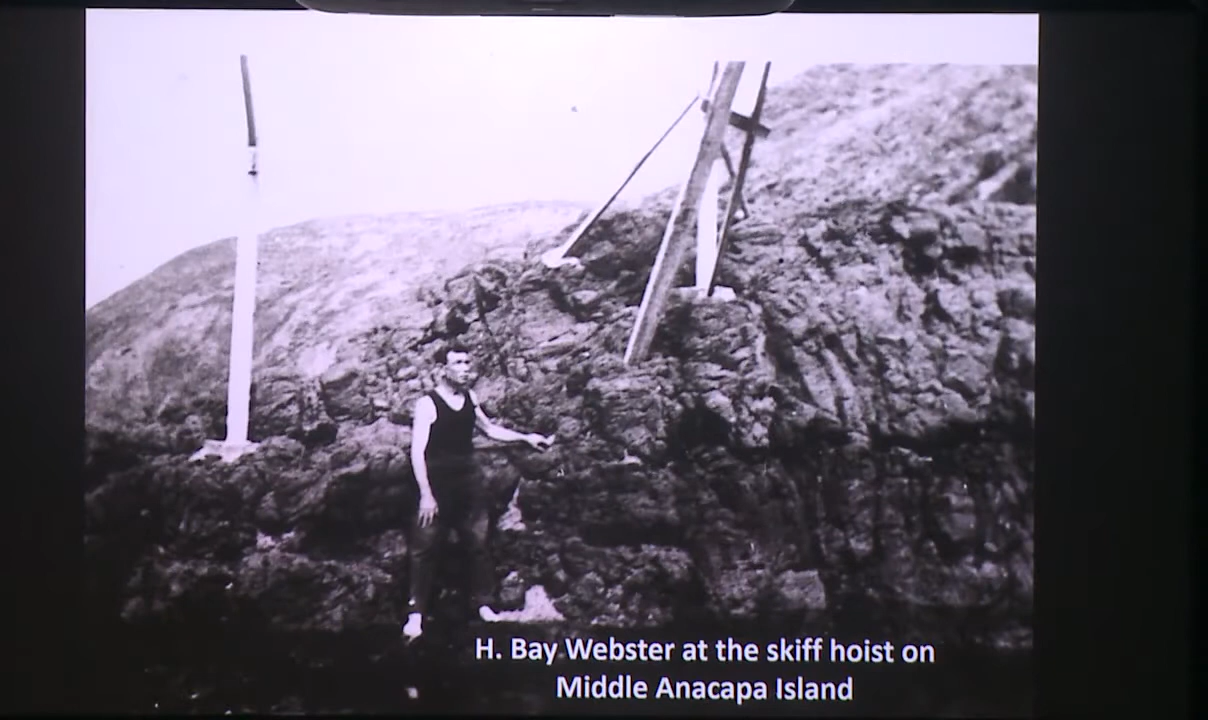 H. Bay Webster at the skiff hoist on
Middle Anacapa Island